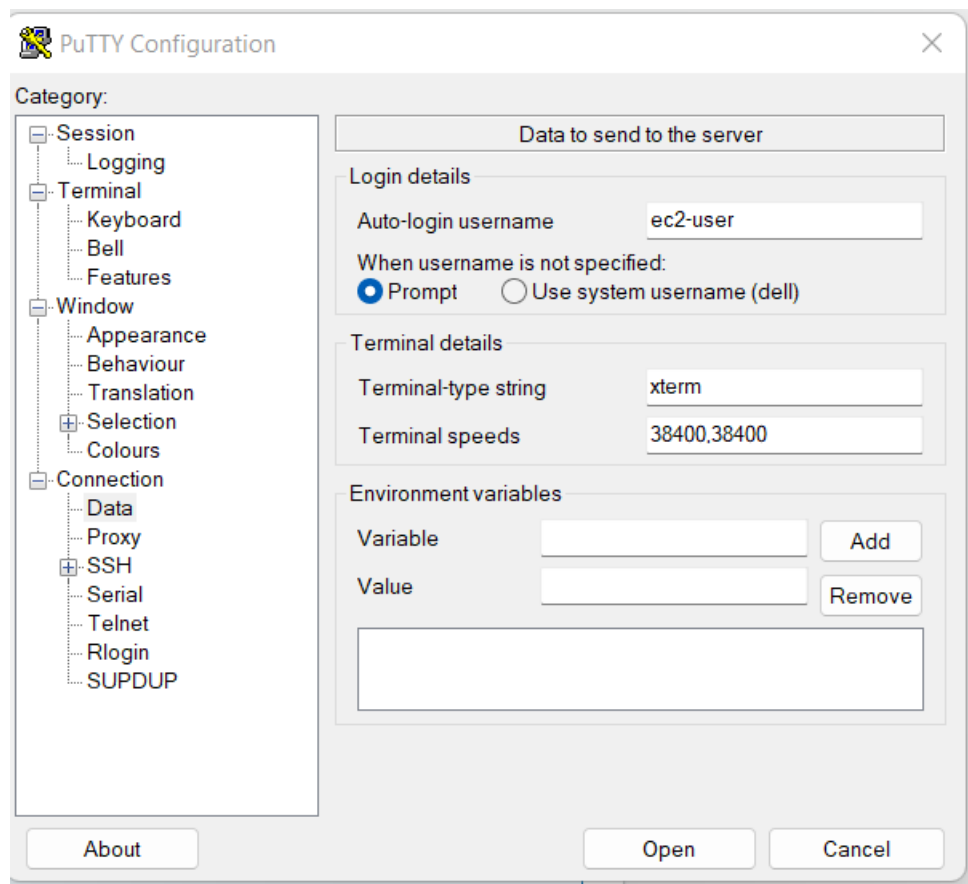 PuTTY Configuration
Category:
Session
Logging
Terminal
Keyboard
Bell
Features
Window
Appearance
Behaviour
Translation
Selection
Colours
Connection
Data
Proxy
SSH
Serial
Telnet
Rlogin
SUPDUP
Data to send to the server
Login details
Auto-login username ec2-user
When username is not specified:
Prompt Use system username (dell)
Terminal details
Terminal-type string xterm
Terminal speeds 38400,38400
Environment variables
Variable Add
Value Remove
About Open Cancel